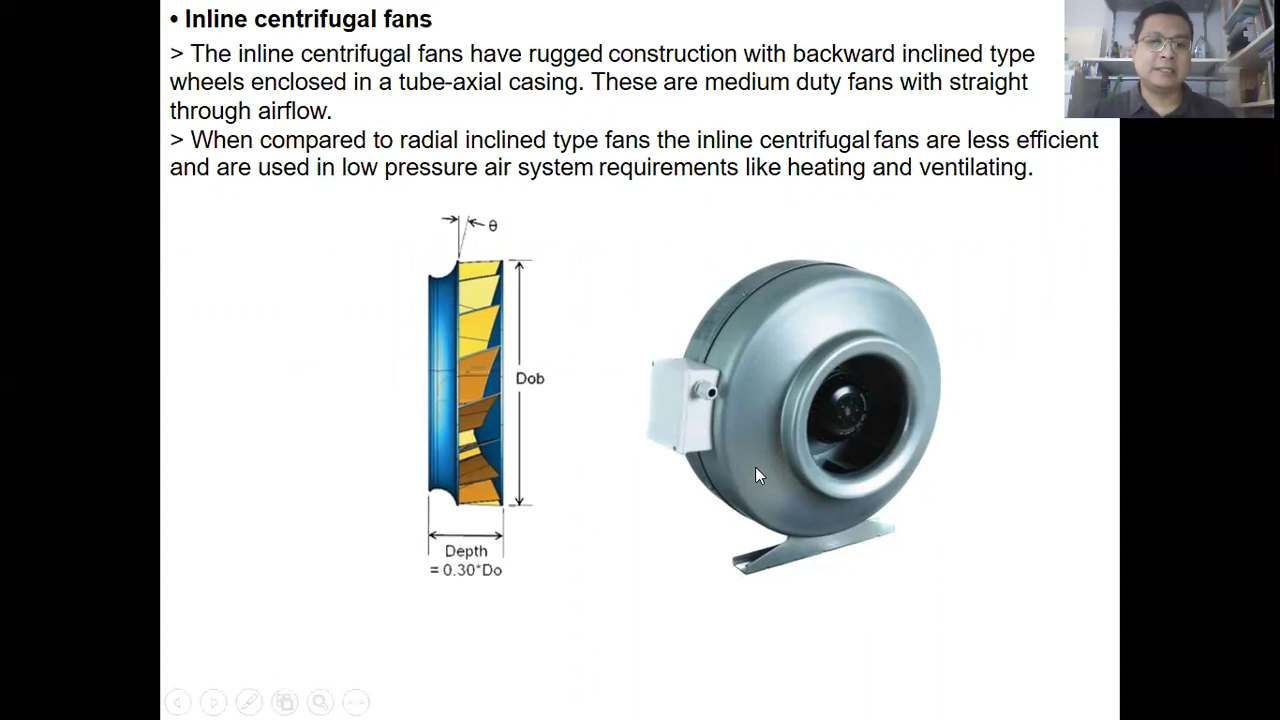 • Inline centrifugal fans
> The inline centrifugal fans have rugged construction with backward inclined type
wheels enclosed in a tube-axial casing. These are medium duty fans with straight
through airflow.
> When compared to radial inclined type fans the inline centrifugal fans are less efficient
and are used in low pressure air system requirements like heating and ventilating.
θ
Dob
Depth
= 0.30*Do